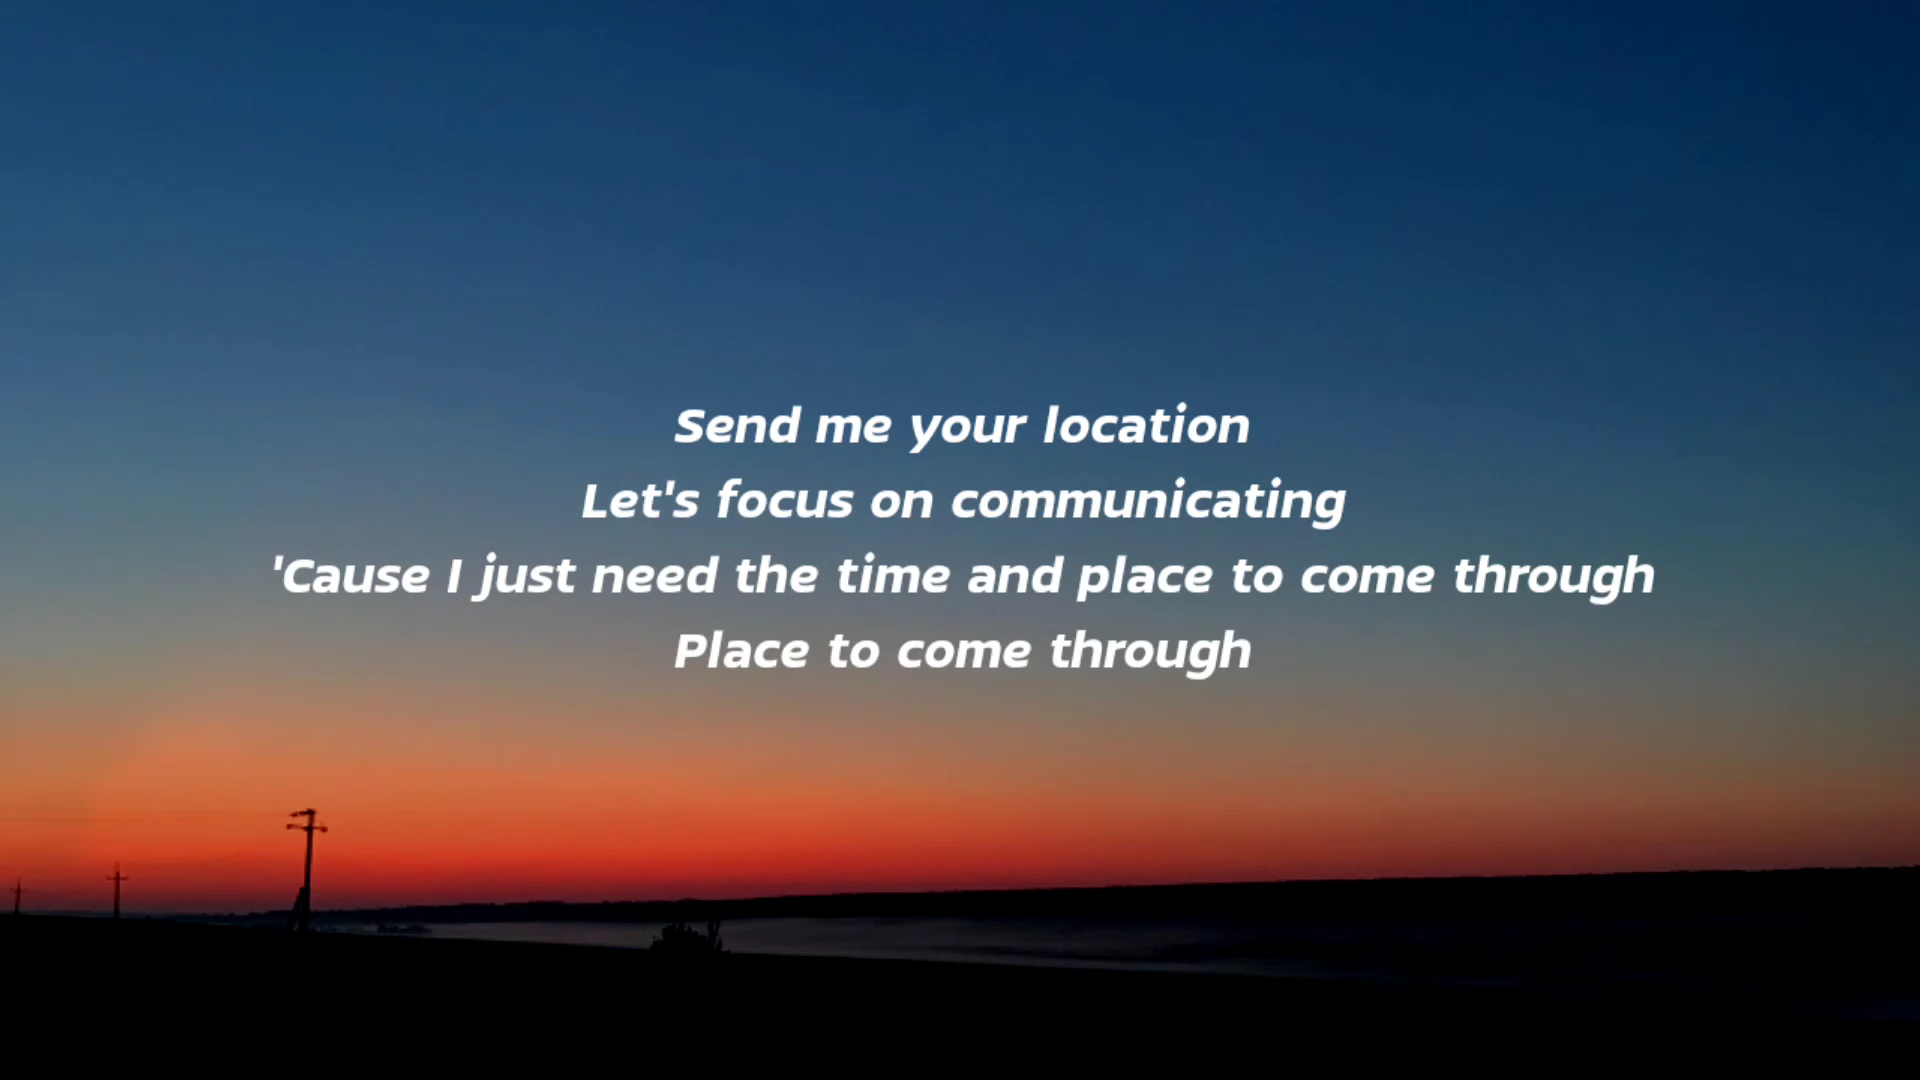 Send me your location
Let's focus on communicating
'Cause I just need the time and place to come through
Place to come through